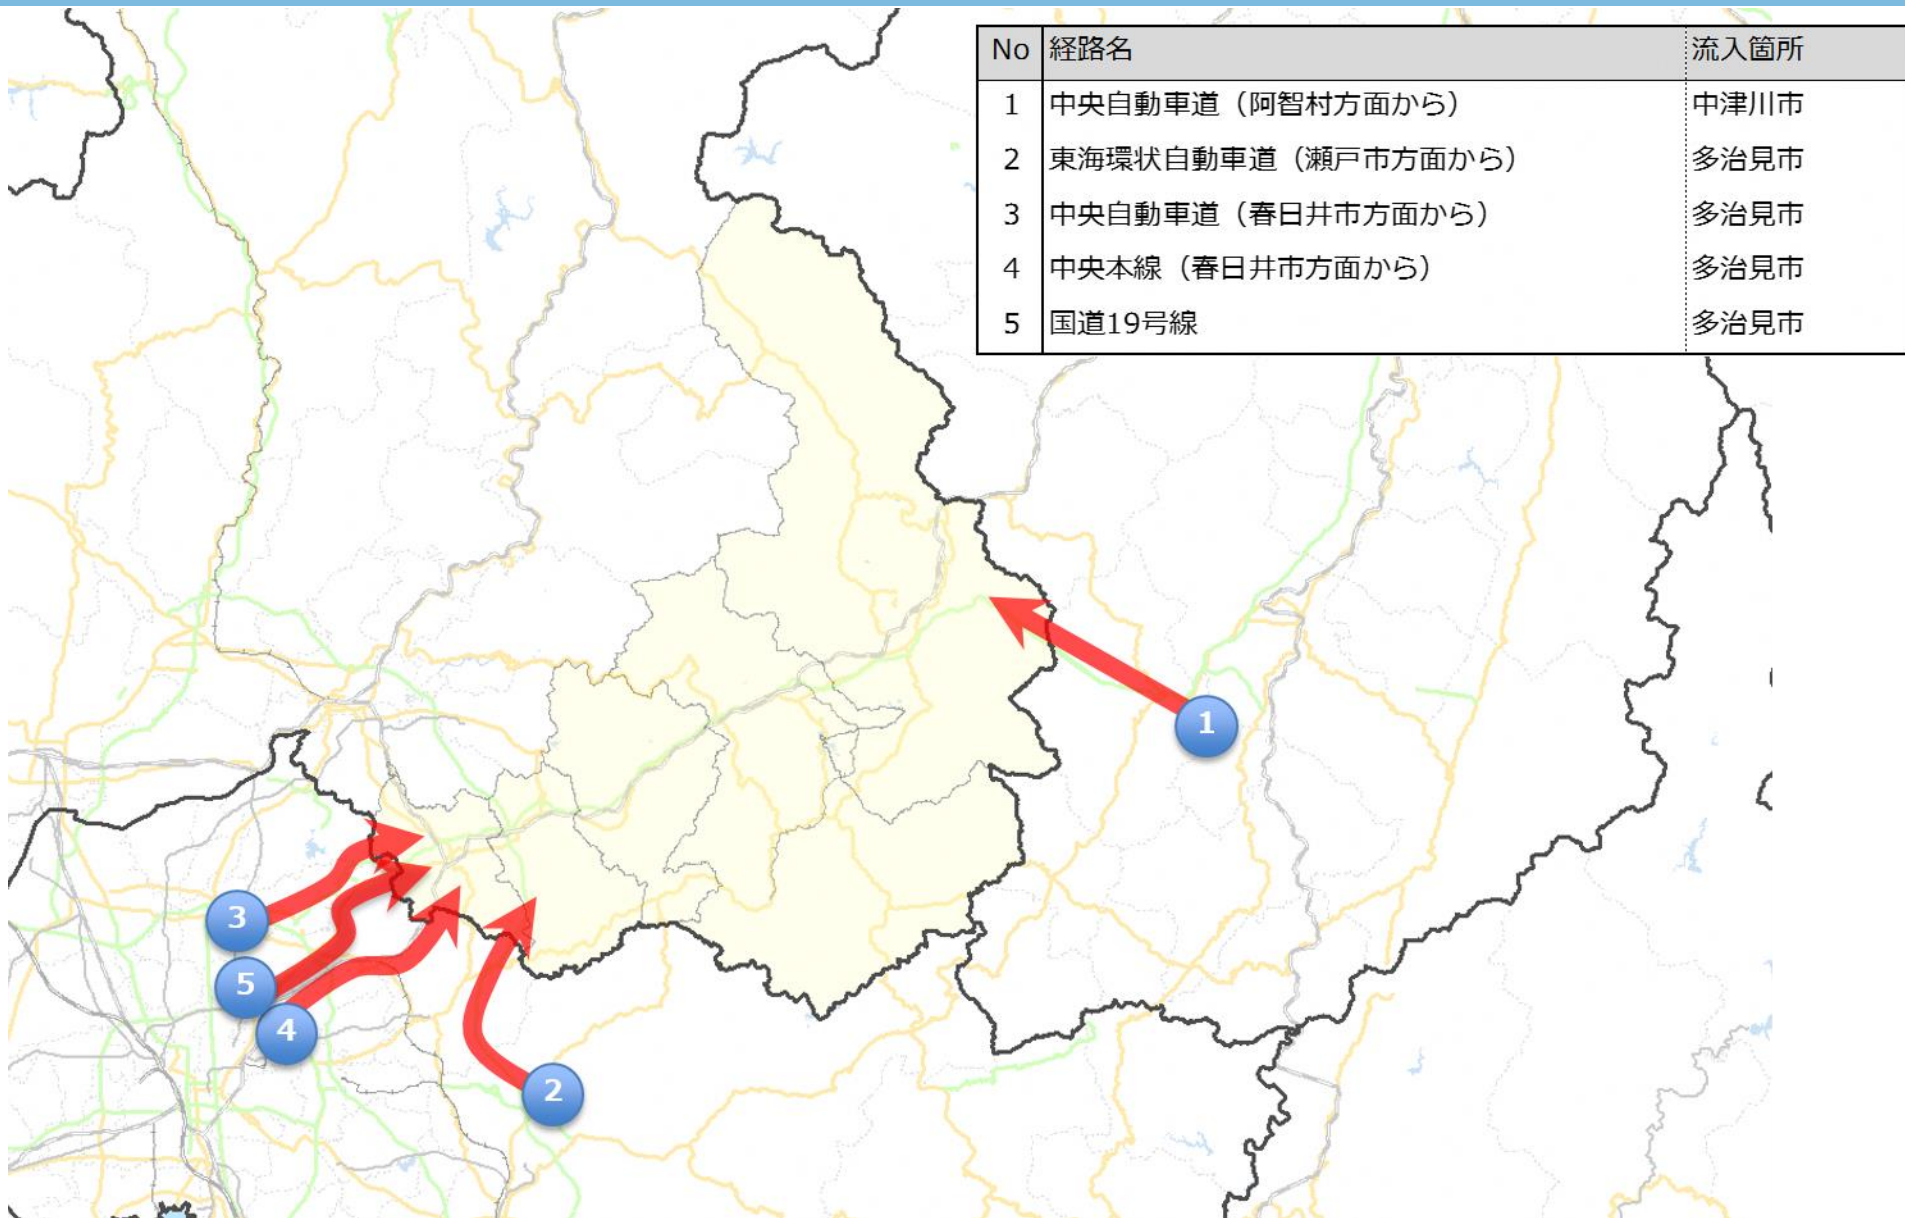 No 経路名 流入箇所
1 中央自動車道（阿智村方面から） 中津川市
2 東海環状自動車道（瀬戸市方面から） 多治見市
3 中央自動車道（春日井市方面から） 多治見市
4 中央本線（春日井市方面から） 多治見市
5 国道19号線 多治見市
1
3
5
4
2